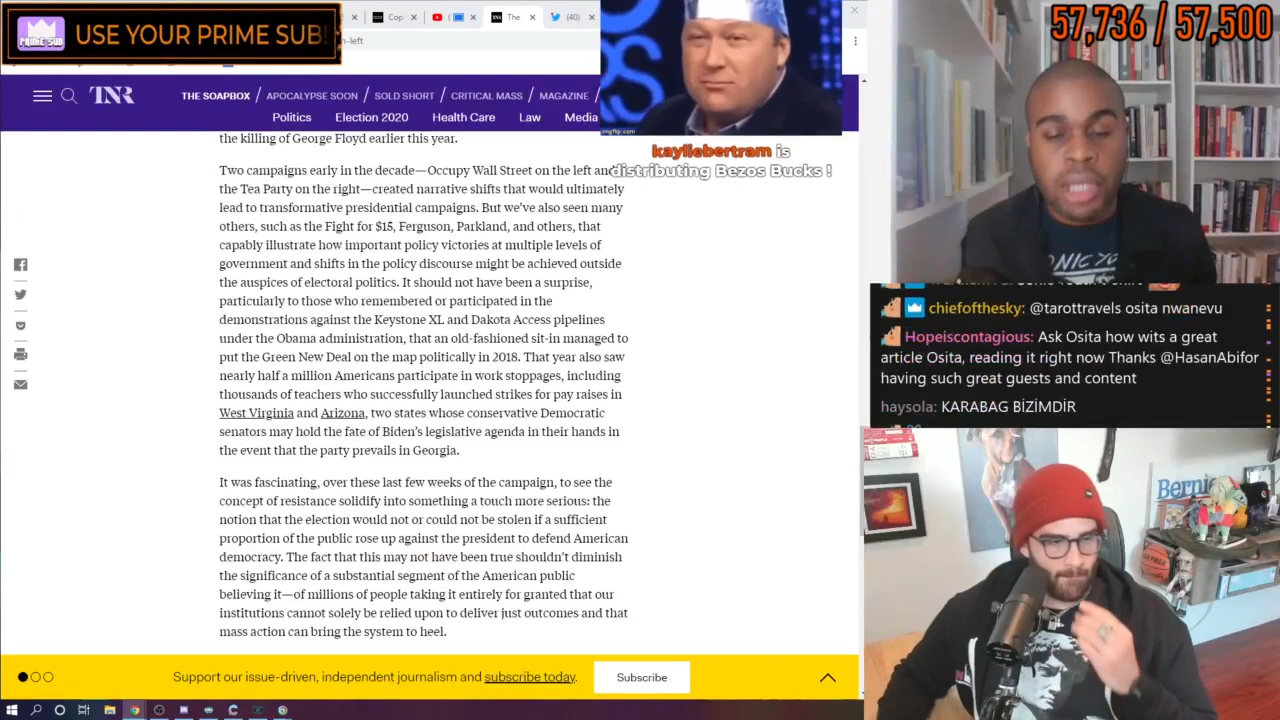 USE YOUR PRIME SUB!
PRIME SUB
Cop
The
(40)
n-left
57,736 / 57,500
TNR
THE SOAPBOX / APOCALYPSE SOON / SOLD SHORT / CRITICAL MASS / MAGAZINE /
Politics Election 2020 Health Care Law Media
imgflip.com
kayliebertram is
distributing Bezos Bucks !
the killing of George Floyd earlier this year.
Two campaigns early in the decade—Occupy Wall Street on the left and
the Tea Party on the right—created narrative shifts that would ultimately
lead to transformative presidential campaigns. But we’ve also seen many
others, such as the Fight for $15, Ferguson, Parkland, and others, that
capably illustrate how important policy victories at multiple levels of
government and shifts in the policy discourse might be achieved outside
the auspices of electoral politics. It should not have been a surprise,
particularly to those who remembered or participated in the
demonstrations against the Keystone XL and Dakota Access pipelines
under the Obama administration, that an old-fashioned sit-in managed to
put the Green New Deal on the map politically in 2018. That year also saw
nearly half a million Americans participate in work stoppages, including
thousands of teachers who successfully launched strikes for pay raises in
West Virginia and Arizona, two states whose conservative Democratic
senators may hold the fate of Biden’s legislative agenda in their hands in
the event that the party prevails in Georgia.
It was fascinating, over these last few weeks of the campaign, to see the
concept of resistance solidify into something a touch more serious: the
notion that the election would not or could not be stolen if a sufficient
proportion of the public rose up against the president to defend American
democracy. The fact that this may not have been true shouldn’t diminish
the significance of a substantial segment of the American public
believing it—of millions of people taking it entirely for granted that our
institutions cannot solely be relied upon to deliver just outcomes and that
mass action can bring the system to heel.
Support our issue-driven, independent journalism and subscribe today.
Subscribe
chiefofthesky: @tarottravels osita nwanevu
Hopeiscontagious: Ask Osita how wits a great
article Osita, reading it right now Thanks @HasanAbifor
having such great guests and content
haysola: KARABAG BİZİMDİR
Bernie